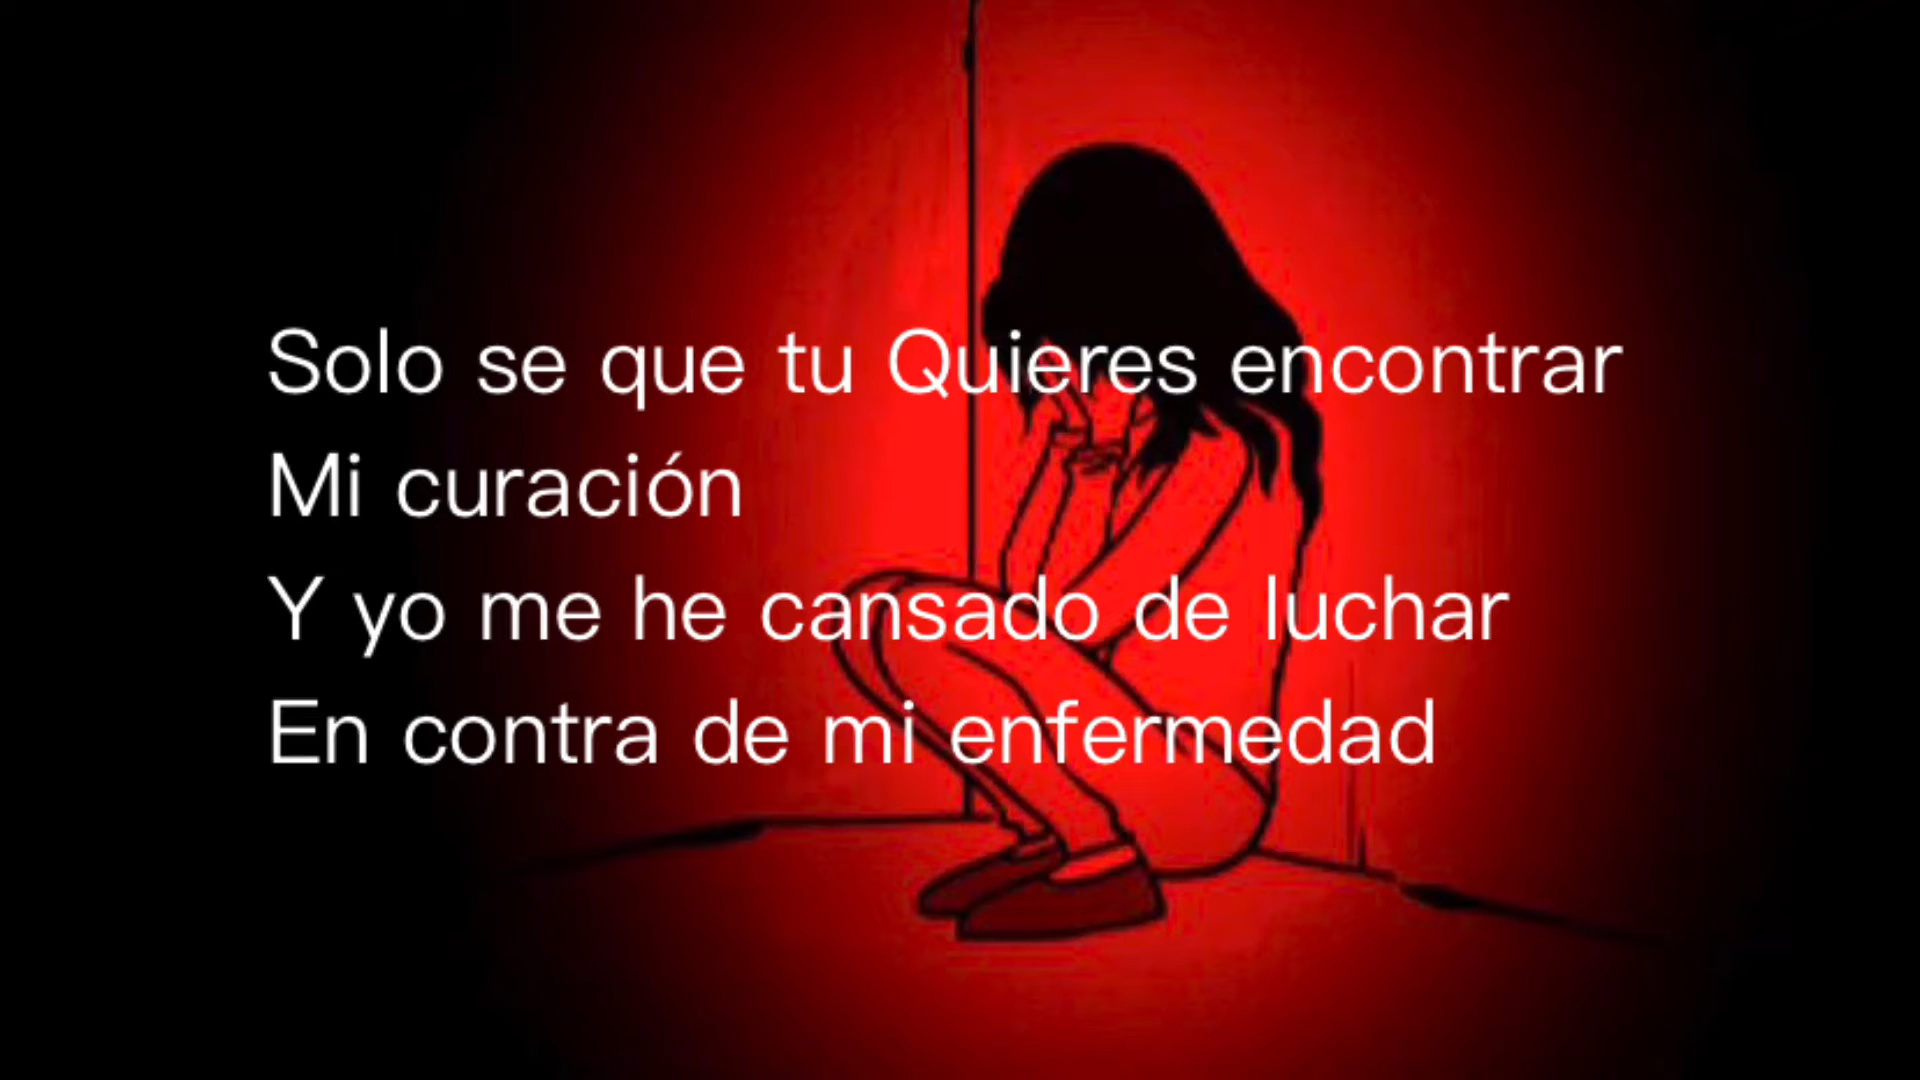 Solo se que tu Quieres encontrar
Mi curación
Y yo me he cansado de luchar
En contra de mi enfermedad